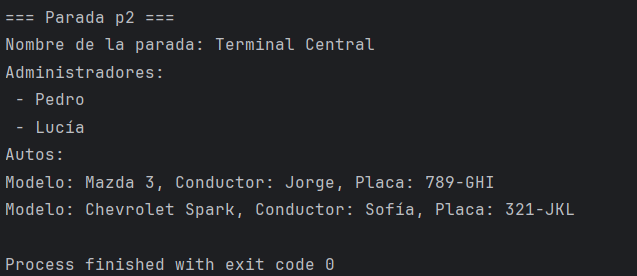 === Parada p2 ===
Nombre de la parada: Terminal Central
Administradores:
 - Pedro
 - Lucía
Autos:
Modelo: Mazda 3, Conductor: Jorge, Placa: 789-GHI
Modelo: Chevrolet Spark, Conductor: Sofía, Placa: 321-JKL
Process finished with exit code 0